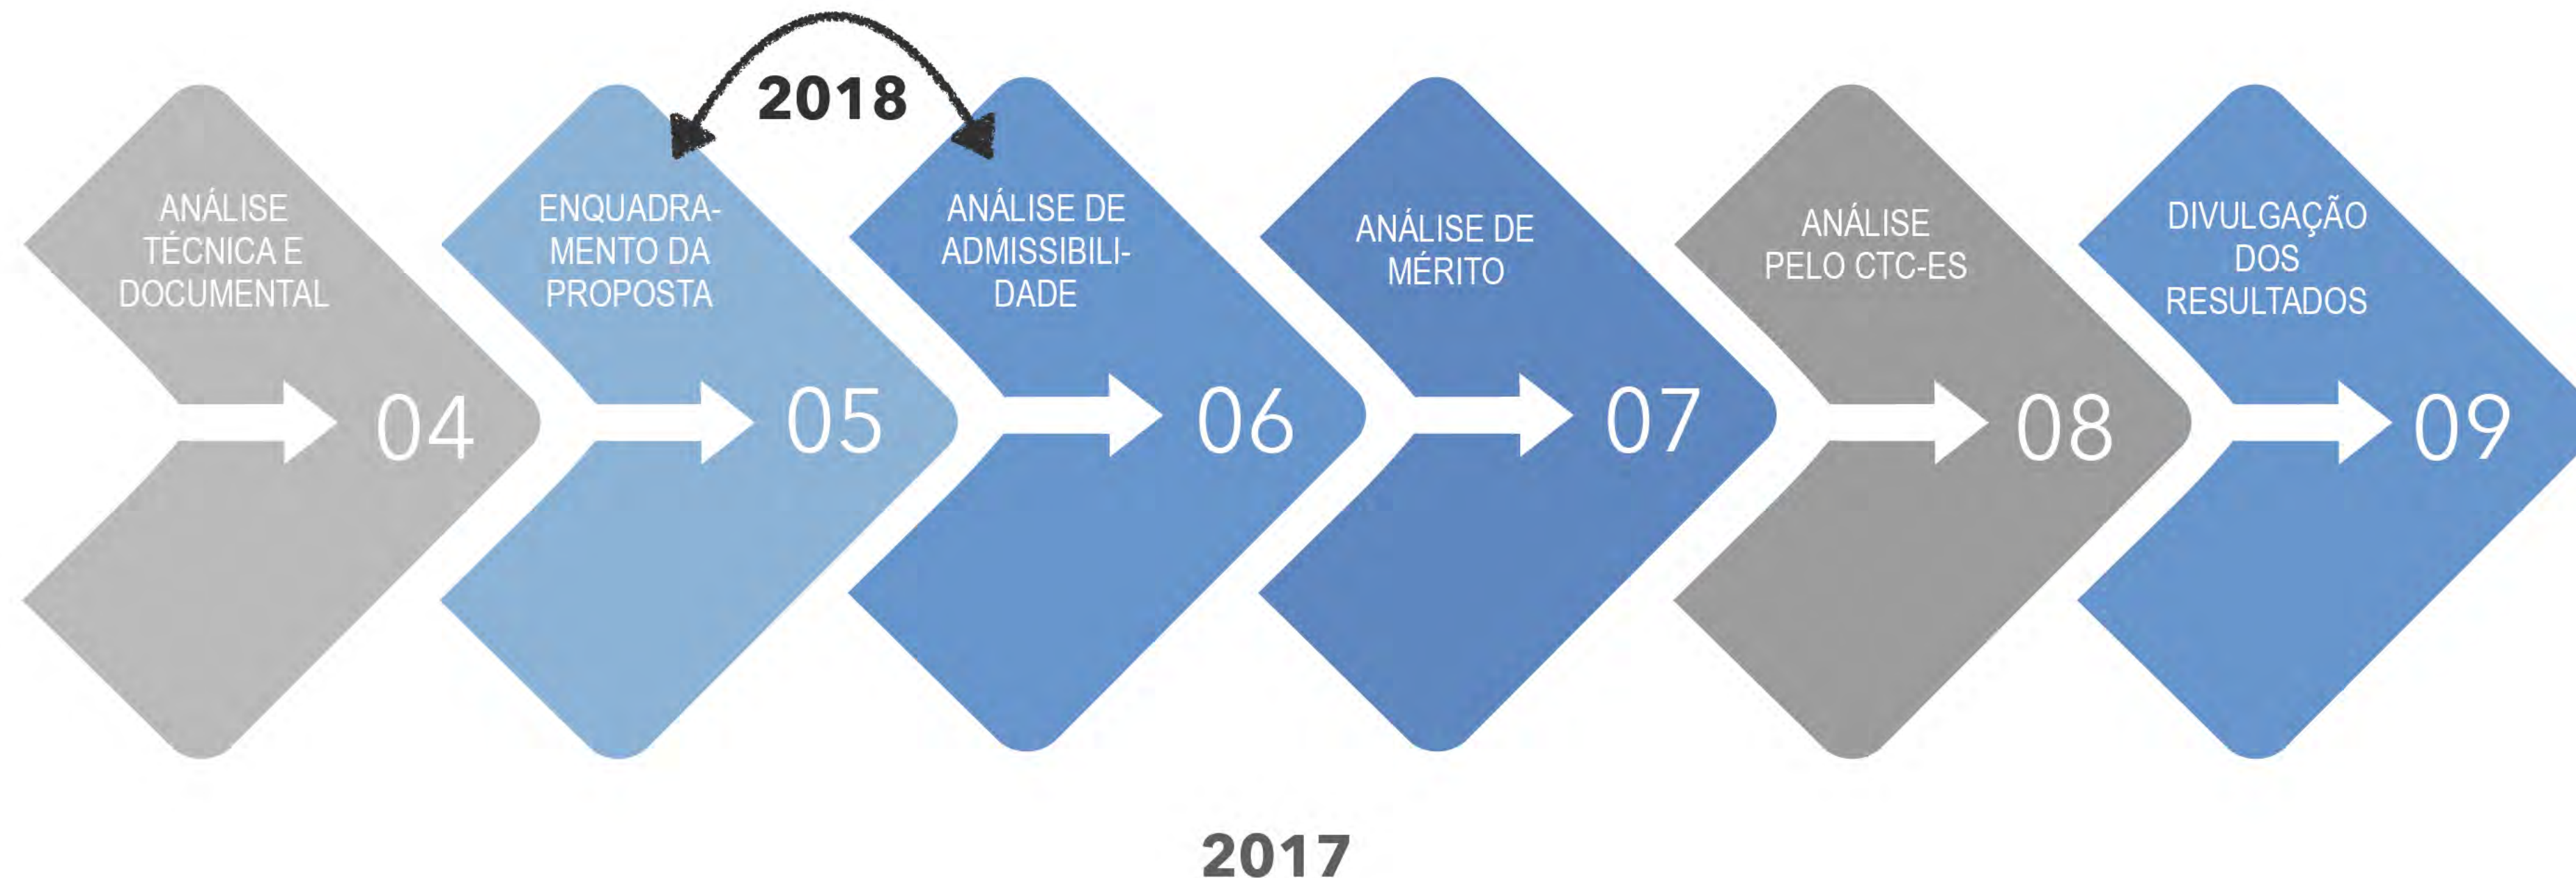 2018
ANÁLISE
TÉCNICA E
DOCUMENTAL
04
ENQUADRA-
MENTO DA
PROPOSTA
05
ANÁLISE DE
ADMISSIBILI-
DADE
06
ANÁLISE DE
MÉRITO
07
ANÁLISE
PELO CTC-ES
08
DIVULGAÇÃO
DOS
RESULTADOS
09
2017